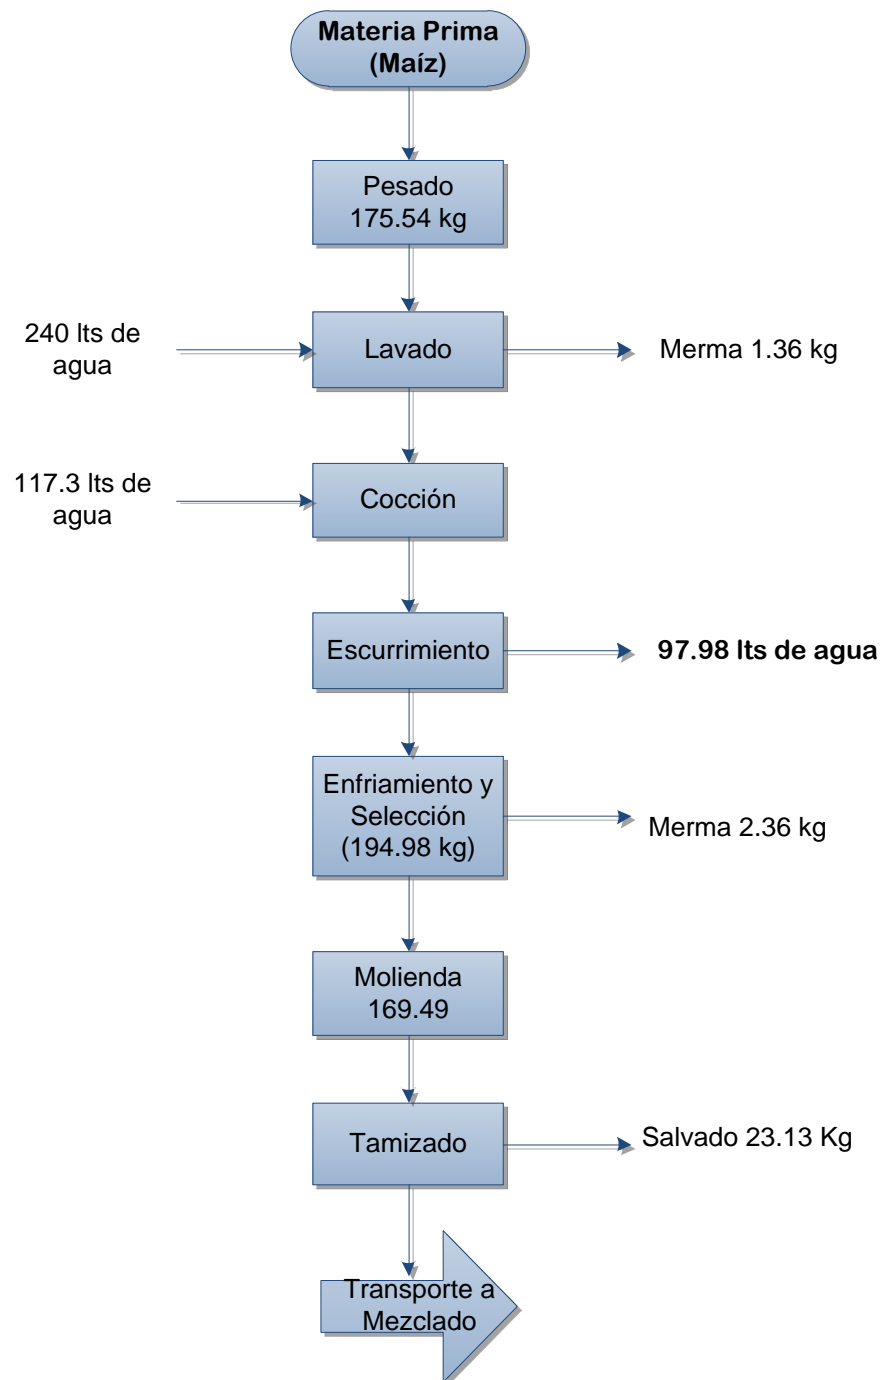 Materia Prima
(Maíz)
Pesado
175.54 kg
240 lts de
agua
Lavado
Merma 1.36 kg
117.3 lts de
agua
Cocción
Escurrimiento
97.98 lts de agua
Enfriamiento y
Selección
(194.98 kg)
Merma 2.36 kg
Molienda
169.49
Tamizado
Salvado 23.13 Kg
Transporte a
Mezclado